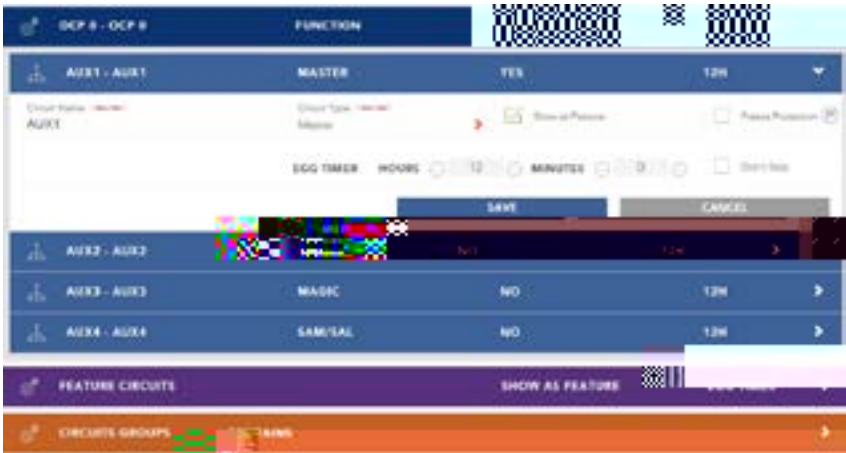 OCP 0 - OCP 0 FUNCTION
AUX1 - AUX1 MASTER YES 12H
Circuit Name Circuit Type
AUX1 Master Show as Feature Freeze Protection
EGG TIMER HOURS 12 MINUTES 0 Don't Stop
SAVE CANCEL
AUX2 - AUX2 NO 12H
AUX3 - AUX3 MAGIC NO 12H
AUX4 - AUX4 SAM/SAL NO 12H
FEATURE CIRCUITS SHOW AS FEATURE
CIRCUITS GROUPS